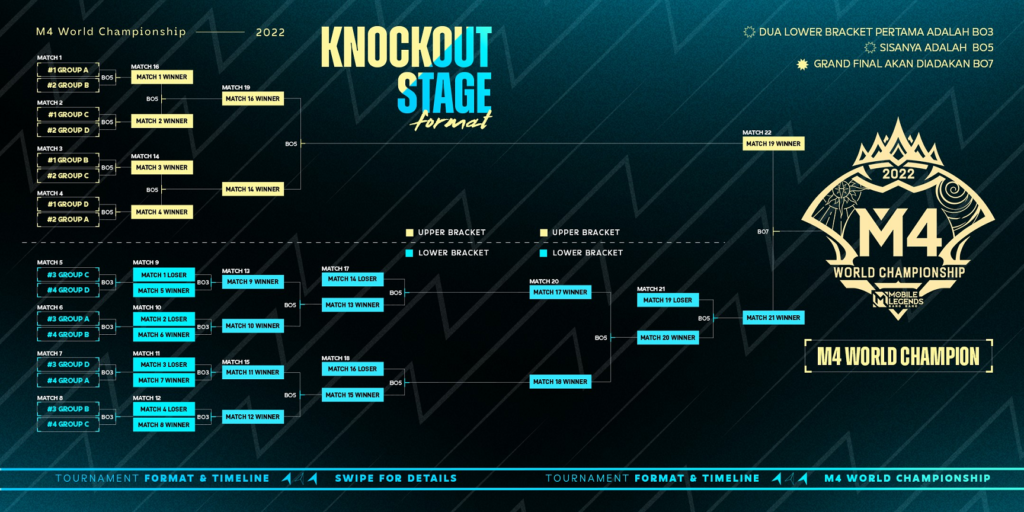 M4 World Championship 2022
KNOCKOUT
STAGE
format
DUA LOWER BRACKET PERTAMA ADALAH BO3
SISANYA ADALAH BO5
GRAND FINAL AKAN DIADAKAN BO7
MATCH 1
#1 GROUP A
#2 GROUP B
BO5
MATCH 2
#1 GROUP C
#2 GROUP D
BO5
MATCH 3
#1 GROUP B
#2 GROUP C
BO5
MATCH 4
#1 GROUP D
#2 GROUP A
BO5
MATCH 16
MATCH 1 WINNER
BO5
MATCH 2 WINNER
MATCH 14
MATCH 3 WINNER
BO5
MATCH 4 WINNER
MATCH 19
MATCH 16 WINNER
BO5
MATCH 14 WINNER
MATCH 22
MATCH 19 WINNER
BO7
UPPER BRACKET
LOWER BRACKET
UPPER BRACKET
LOWER BRACKET
MATCH 5
#3 GROUP C
#4 GROUP D
BO3
MATCH 6
#3 GROUP A
#4 GROUP B
BO3
MATCH 7
#3 GROUP D
#4 GROUP A
BO3
MATCH 8
#3 GROUP B
#4 GROUP C
BO3
MATCH 9
MATCH 1 LOSER
MATCH 5 WINNER
BO3
MATCH 10
MATCH 2 LOSER
MATCH 6 WINNER
BO3
MATCH 11
MATCH 3 LOSER
MATCH 7 WINNER
BO3
MATCH 12
MATCH 4 LOSER
MATCH 8 WINNER
BO3
MATCH 13
MATCH 9 WINNER
BO5
MATCH 10 WINNER
MATCH 15
MATCH 11 WINNER
BO5
MATCH 12 WINNER
MATCH 17
MATCH 14 LOSER
MATCH 13 WINNER
BO5
MATCH 18
MATCH 16 LOSER
MATCH 15 WINNER
BO5
MATCH 20
MATCH 17 WINNER
BO5
MATCH 18 WINNER
MATCH 21
MATCH 19 LOSER
BO5
MATCH 20 WINNER
MATCH 21 WINNER
2022
M4
WORLD CHAMPIONSHIP
MOBILE
LEGENDS
BANG BANG
M4 WORLD CHAMPION
TOURNAMENT FORMAT & TIMELINE SWIPE FOR DETAILS TOURNAMENT FORMAT & TIMELINE M4 WORLD CHAMPIONSHIP